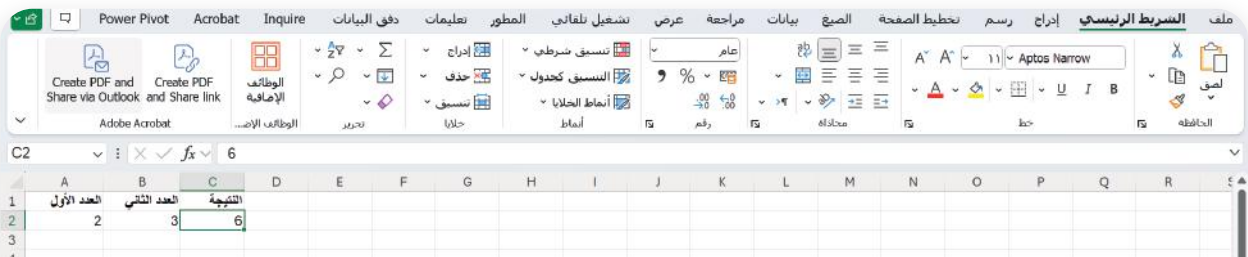 ملف الشريط الرئيسي إدراج رسم تخطيط الصفحة الصيغ بيانات مراجعة عرض تشغيل تلقائي المطور تعليمات دفق البيانات Inquire Acrobat Power Pivot
لصق
الحافظة
Aptos Narrow ١١ A A
B I U A
خط
محاذاة
عام
% 9
رقم
تنسيق شرطي
التنسيق كجدول
أنماط الخلايا
أنماط
إدراج
حذف
تنسيق
خلايا
تحرير
الوظائف
الإضافية
الوظائف الإض...
Create PDF and Share link
Create PDF and Share via Outlook
Adobe Acrobat
C2 fx 6
A B C D E F G H I J K L M N O P Q R S
1 العدد الأول العدد الثاني النتيجة
2 2 3 6
3